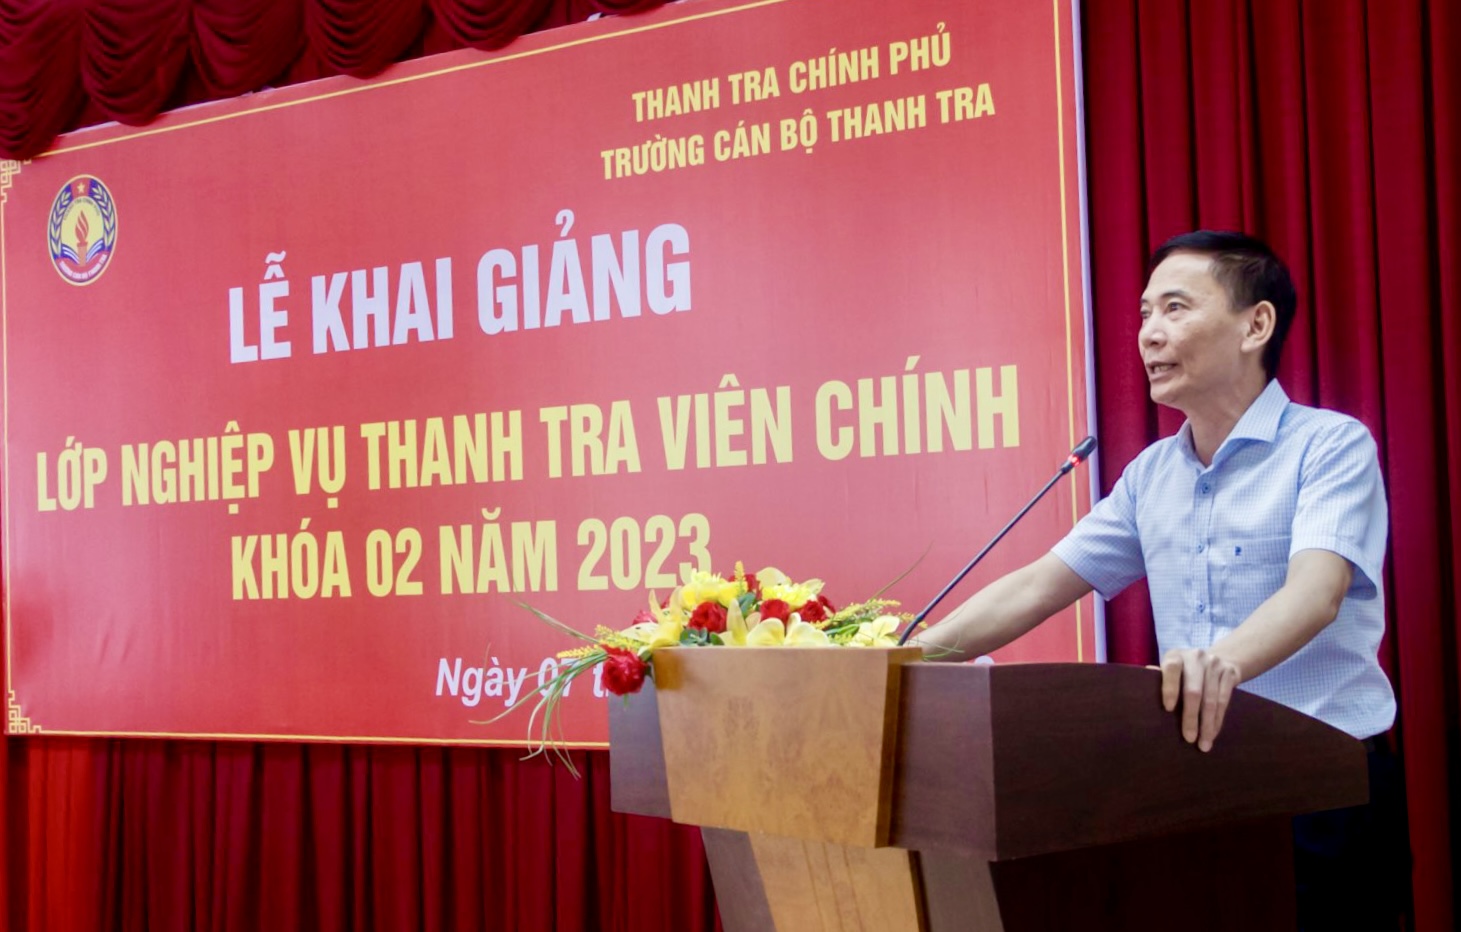 THANH TRA CHÍNH PHỦ
TRƯỜNG CÁN BỘ THANH TRA
LỄ KHAI GIẢNG
LỚP NGHIỆP VỤ THANH TRA VIÊN CHÍNH
KHÓA 02 NĂM 2023
Ngày 07